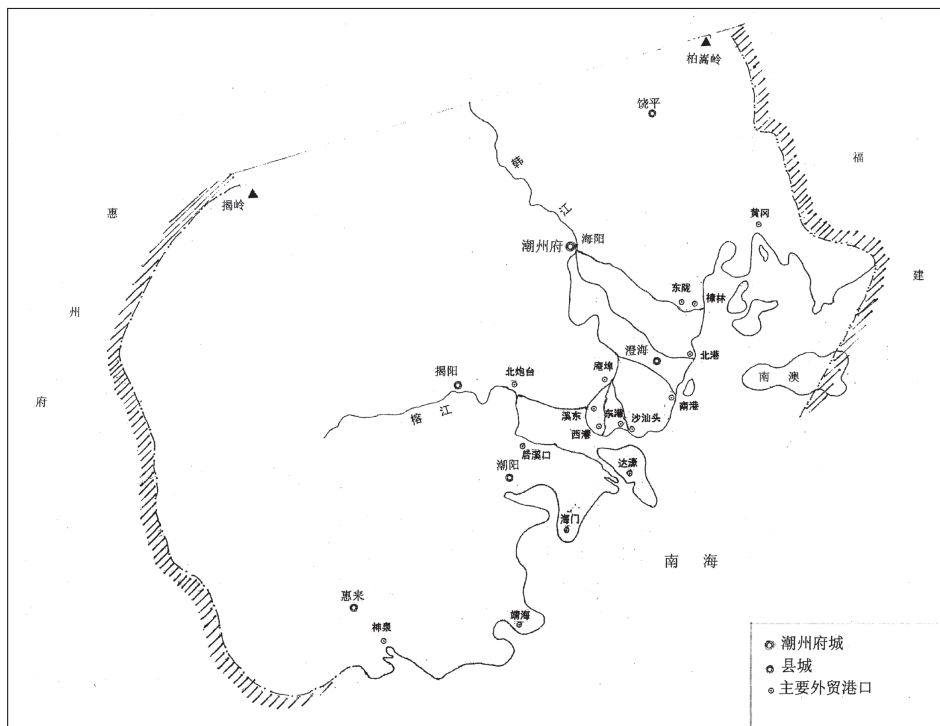 柏嵩岭
饶平
福
韩
江
揭岭
惠
黄冈
潮州府
海阳
建
东陇
樟林
州
北港
澄海
庵埠
南澳
揭阳
北炮台
府
南港
榕江
溪东
东港
沙汕头
西港
后溪口
达濠
潮阳
海门
南海
惠来
靖海
神泉
潮州府城
县城
主要外贸港口